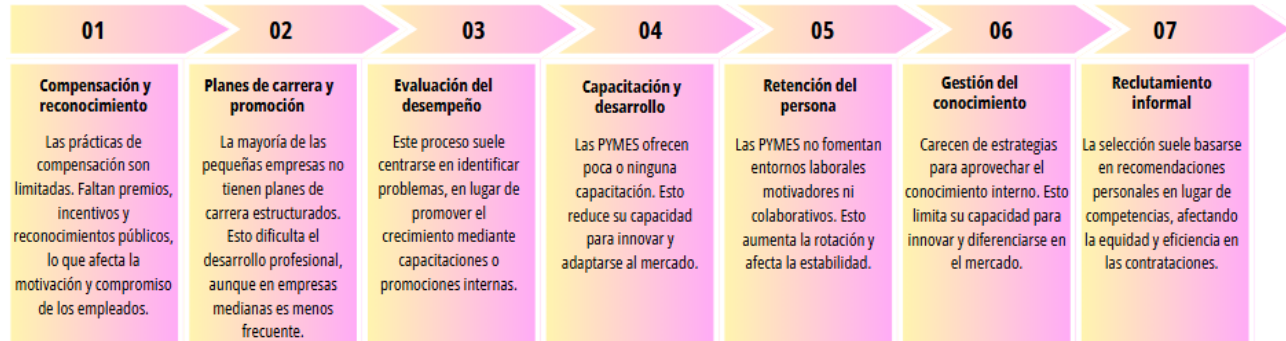 01
02
03
04
05
06
07
Compensación y
reconocimiento
Las prácticas de
compensación son
limitadas. Faltan premios,
incentivos y
reconocimientos públicos,
lo que afecta la
motivación y compromiso
de los empleados.
Planes de carrera y
promoción
La mayoría de las
pequeñas empresas no
tienen planes de
carrera estructurados.
Esto dificulta el
desarrollo profesional,
aunque en empresas
medianas es menos
frecuente.
Evaluación del
desempeño
Este proceso suele
centrarse en identificar
problemas, en lugar de
promover el
crecimiento mediante
capacitaciones o
promociones internas.
Capacitación y
desarrollo
Las PYMES ofrecen
poca o ninguna
capacitación. Esto
reduce su capacidad
para innovar y
adaptarse al mercado.
Retención del
persona
Las PYMES no fomentan
entornos laborales
motivadores ni
colaborativos. Esto
aumenta la rotación y
afecta la estabilidad.
Gestión del
conocimiento
Carecen de estrategias
para aprovechar el
conocimiento interno. Esto
limita su capacidad para
innovar y diferenciarse en
el mercado.
Reclutamiento
informal
La selección suele basarse
en recomendaciones
personales en lugar de
competencias, afectando
la equidad y eficiencia en
las contrataciones.